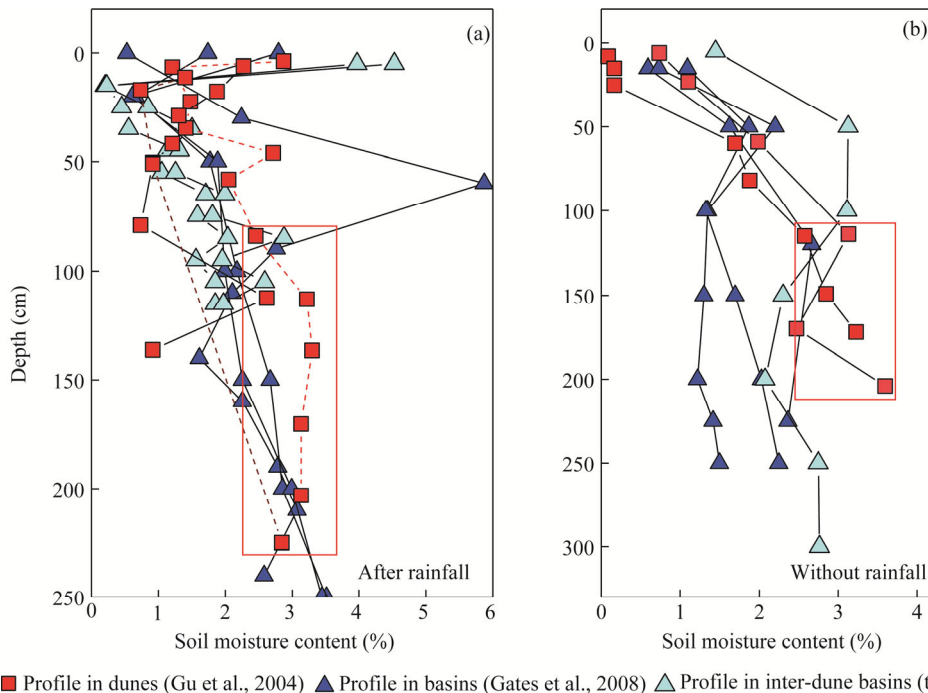 (a)
0
50
100
150
200
250
Depth (cm)
0 1 2 3 4 5 6
Soil moisture content (%)
After rainfall
(b)
0
50
100
150
200
250
300
0 1 2 3 4
Soil moisture content (%)
Without rainfall
Profile in dunes (Gu et al., 2004) Profile in basins (Gates et al., 2008) Profile in inter-dune basins (t